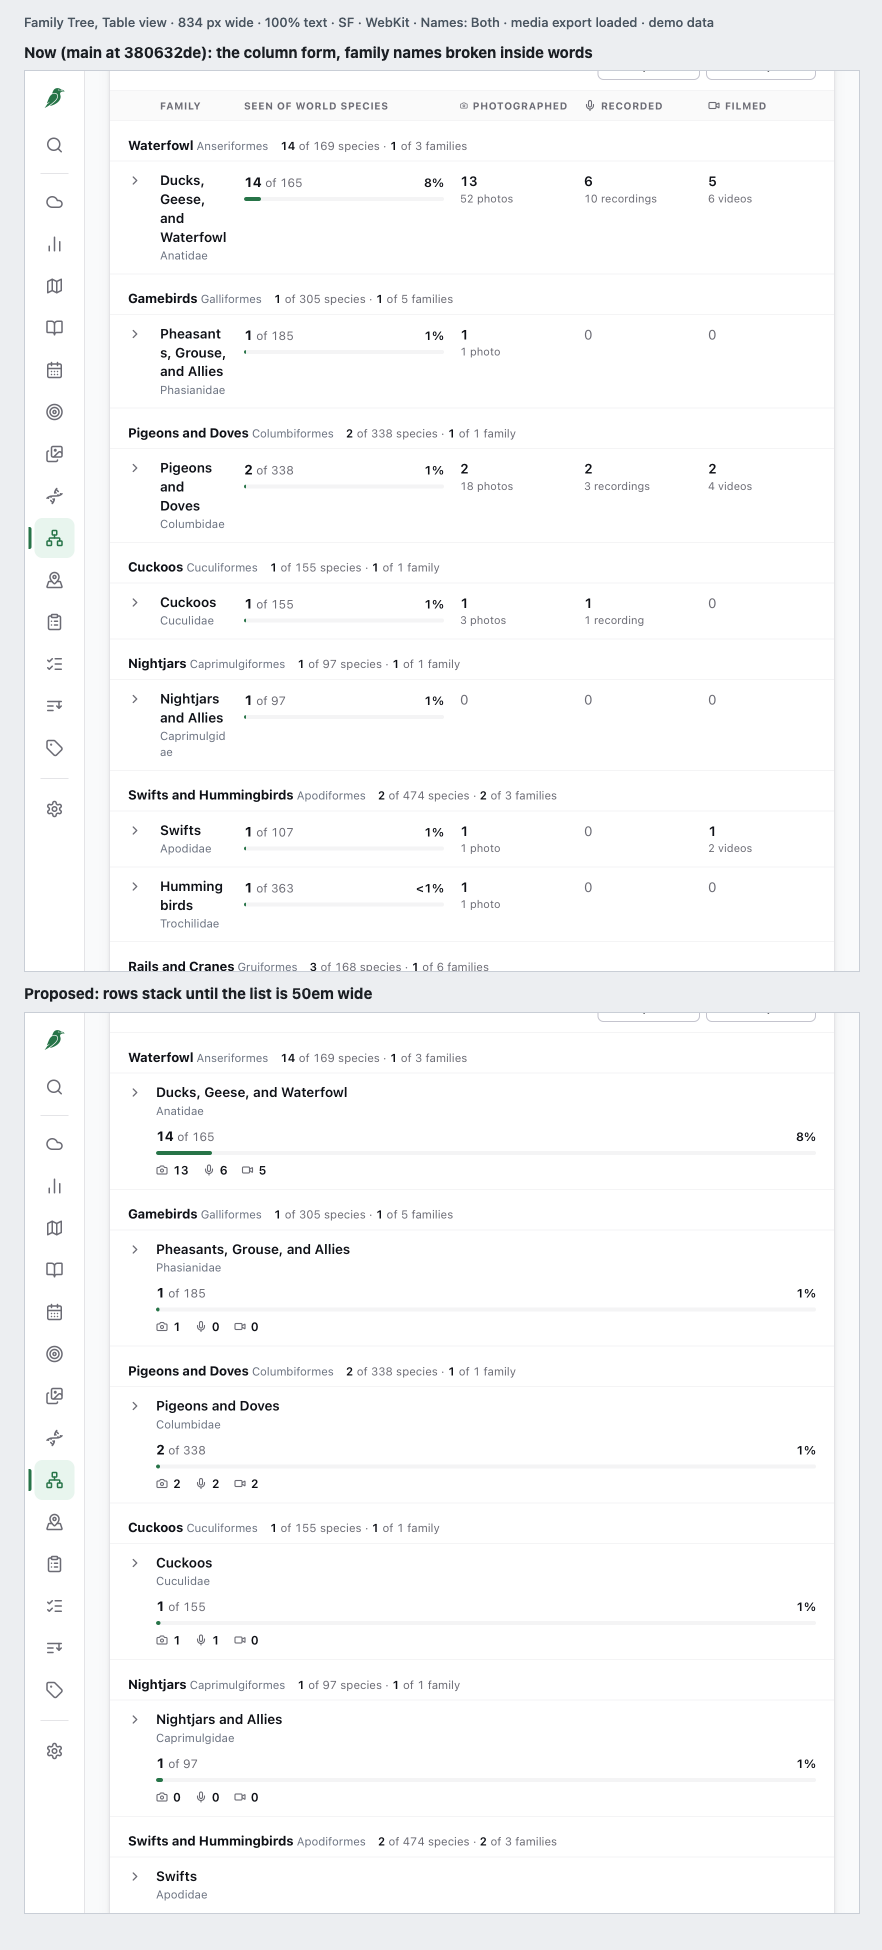 Family Tree, Table view · 834 px wide · 100% text · SF · WebKit · Names: Both · media export loaded · demo data
Now (main at 380632de): the column form, family names broken inside words
FAMILY SEEN OF WORLD SPECIES PHOTOGRAPHED RECORDED FILMED
Waterfowl Anseriformes 14 of 169 species · 1 of 3 families
Ducks,
Geese,
and
Waterfowl
Anatidae
14 of 165 8%
13
52 photos
6
10 recordings
5
6 videos
Gamebirds Galliformes 1 of 305 species · 1 of 5 families
Pheasant
s, Grouse,
and Allies
Phasianidae
1 of 185 1%
1
1 photo
0
0
Pigeons and Doves Columbiformes 2 of 338 species · 1 of 1 family
Pigeons
and
Doves
Columbidae
2 of 338 1%
2
18 photos
2
3 recordings
2
4 videos
Cuckoos Cuculiformes 1 of 155 species · 1 of 1 family
Cuckoos
Cuculidae
1 of 155 1%
1
3 photos
1
1 recording
0
Nightjars Caprimulgiformes 1 of 97 species · 1 of 1 family
Nightjars
and Allies
Caprimulgid
ae
1 of 97 1%
0
0
0
Swifts and Hummingbirds Apodiformes 2 of 474 species · 2 of 3 families
Swifts
Apodidae
1 of 107 1%
1
1 photo
0
1
2 videos
Humming
birds
Trochilidae
1 of 363 <1%
1
1 photo
0
0
Rails and Cranes Gruiformes 3 of 168 species · 1 of 6 families
Proposed: rows stack until the list is 50em wide
Waterfowl Anseriformes 14 of 169 species · 1 of 3 families
Ducks, Geese, and Waterfowl
Anatidae
14 of 165 8%
13 6 5
Gamebirds Galliformes 1 of 305 species · 1 of 5 families
Pheasants, Grouse, and Allies
Phasianidae
1 of 185 1%
1 0 0
Pigeons and Doves Columbiformes 2 of 338 species · 1 of 1 family
Pigeons and Doves
Columbidae
2 of 338 1%
2 2 2
Cuckoos Cuculiformes 1 of 155 species · 1 of 1 family
Cuckoos
Cuculidae
1 of 155 1%
1 1 0
Nightjars Caprimulgiformes 1 of 97 species · 1 of 1 family
Nightjars and Allies
Caprimulgidae
1 of 97 1%
0 0 0
Swifts and Hummingbirds Apodiformes 2 of 474 species · 2 of 3 families
Swifts
Apodidae